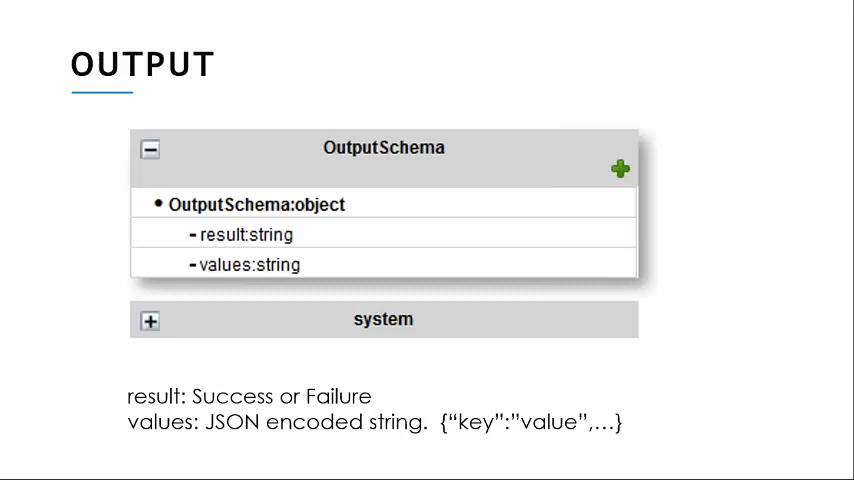 OUTPUT
OutputSchema
OutputSchema:object
result:string
values:string
system
result: Success or Failure
values: JSON encoded string.  {“key”:”value”,…}